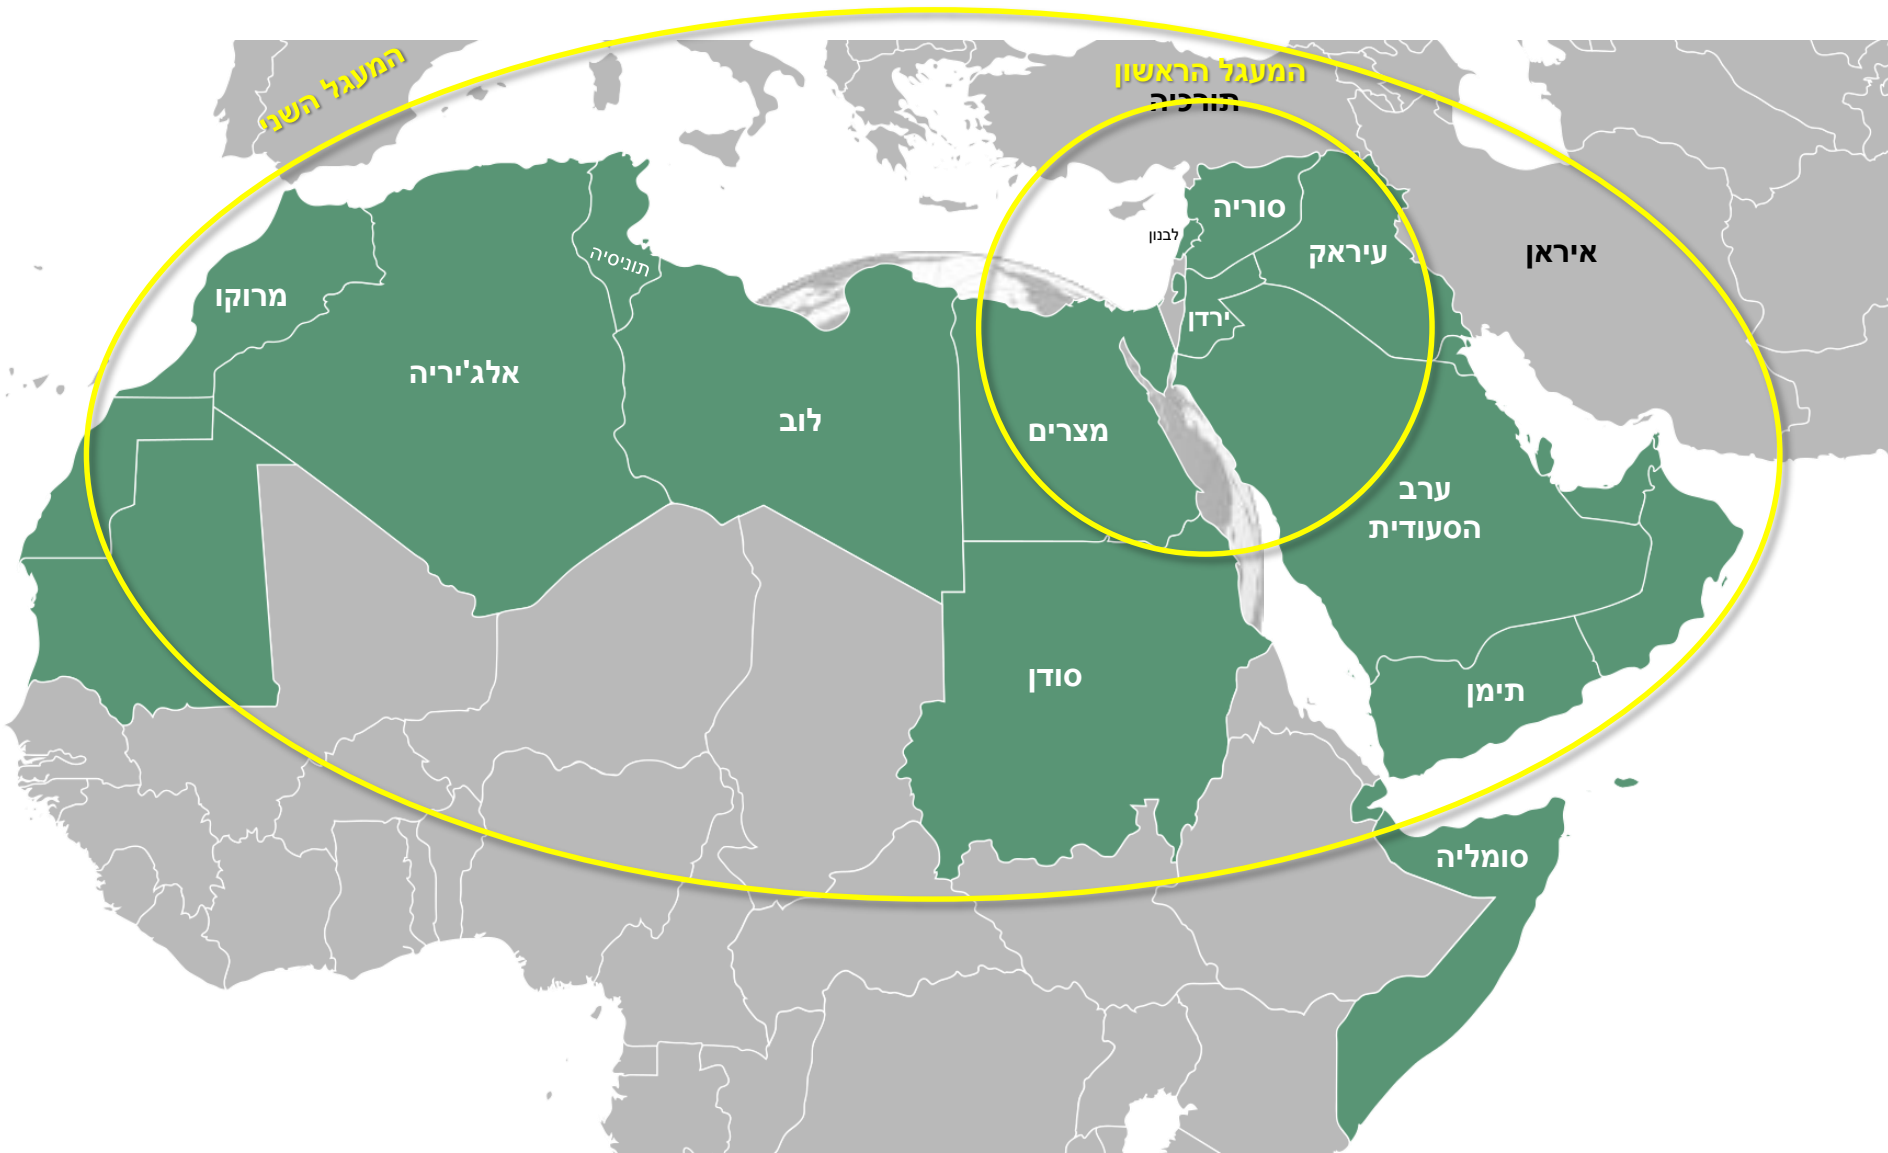 המעגל השני
המעגל הראשון
תורכיה
סוריה
לבנון
עיראק
איראן
תוניסיה
מרוקו
ירדן
אלג'יריה
לוב
מצרים
ערב
הסעודית
סודן
תימן
סומליה